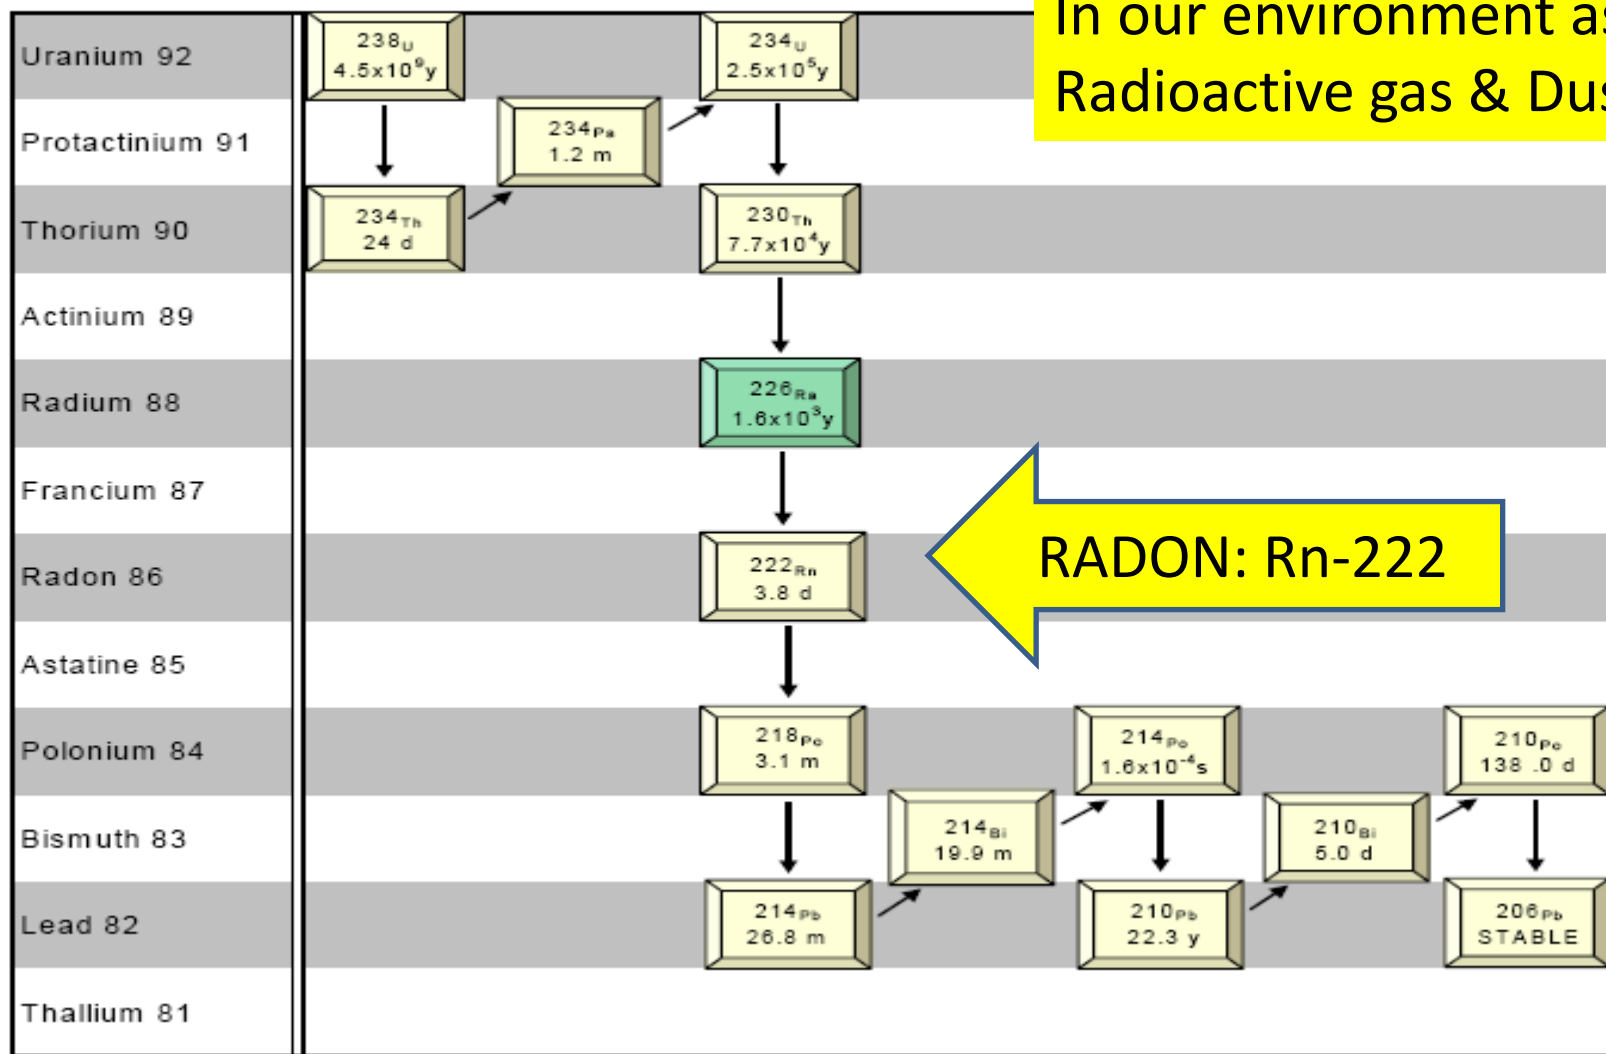 In our environment as
Radioactive gas & Dus
Uranium 92
238U
4.5x10⁹y
234U
2.5x10⁵y
Protactinium 91
234Pa
1.2 m
Thorium 90
234Th
24 d
230Th
7.7x10⁴y
Actinium 89
Radium 88
226Ra
1.6x10³y
Francium 87
Radon 86
222Rn
3.8 d
RADON: Rn-222
Astatine 85
Polonium 84
218Po
3.1 m
214Po
1.6x10⁻⁴s
210Po
138 .0 d
Bismuth 83
214Bi
19.9 m
210Bi
5.0 d
Lead 82
214Pb
26.8 m
210Pb
22.3 y
206Pb
STABLE
Thallium 81